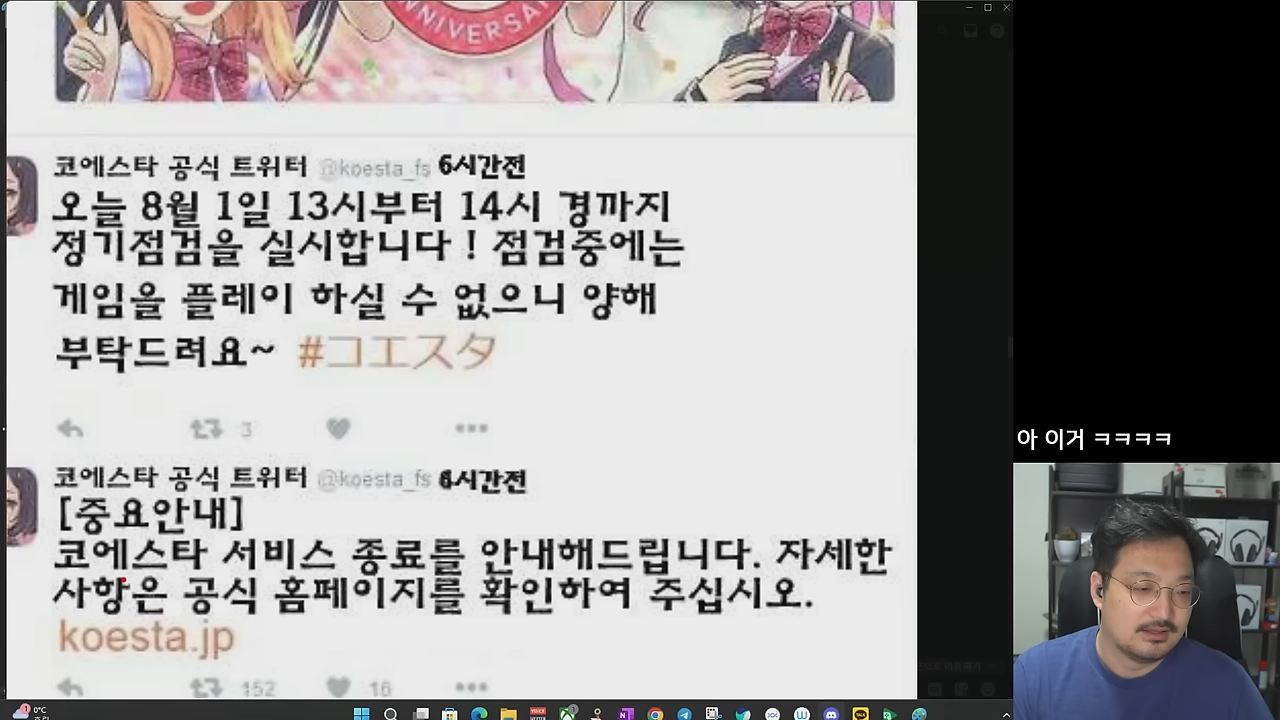 ANNIVERSAR
코에스타 공식 트위터 @koesta_fs 6시간전
오늘 8월 1일 13시부터 14시 경까지
정기점검을 실시합니다 ! 점검중에는
게임을 플레이 하실 수 없으니 양해
부탁드려요~ #コエスタ
3
코에스타 공식 트위터 @koesta_fs 6시간전
[중요안내]
코에스타 서비스 종료를 안내해드립니다. 자세한
사항은 공식 홈페이지를 확인하여 주십시오.
koesta.jp
152 16
아 이거 ㅋㅋㅋㅋ
0°C
흐림